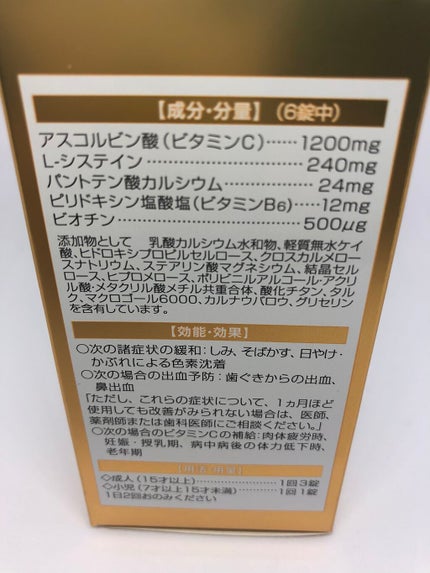 【成分・分量】(6錠中)
アスコルビン酸(ビタミンC)……1200mg
L-システイン………………………240mg
パントテン酸カルシウム……………24mg
ピリドキシン塩酸塩(ビタミンB6)……12mg
ビオチン……………………………500μg
添加物として 乳酸カルシウム水和物、軽質無水ケイ
酸、ヒドロキシプロピルセルロース、クロスカルメロー
スナトリウム、ステアリン酸マグネシウム、結晶セル
ロース、ヒプロメロース、ポリビニルアルコール・アクリ
ル酸・メタクリル酸メチル共重合体、酸化チタン、タル
ク、マクロゴール6000、カルナウバロウ、グリセリン
を含有しています。
【効能・効果】
○次の諸症状の緩和:しみ、そばかす、日やけ・
かぶれによる色素沈着
○次の場合の出血予防:歯ぐきからの出血、
鼻出血
「ただし、これらの症状について、1ヵ月ほど
使用しても改善がみられない場合は、医師、
薬剤師または歯科医師にご相談ください。」
○次の場合のビタミンCの補給:肉体疲労時、
妊娠・授乳期、病中病後の体力低下時、
老年期
【用法・用量】
◇成人(15才以上)……………………1回3錠
◇小児(7才以上15才未満)…………1回1錠
1日2回おのみください